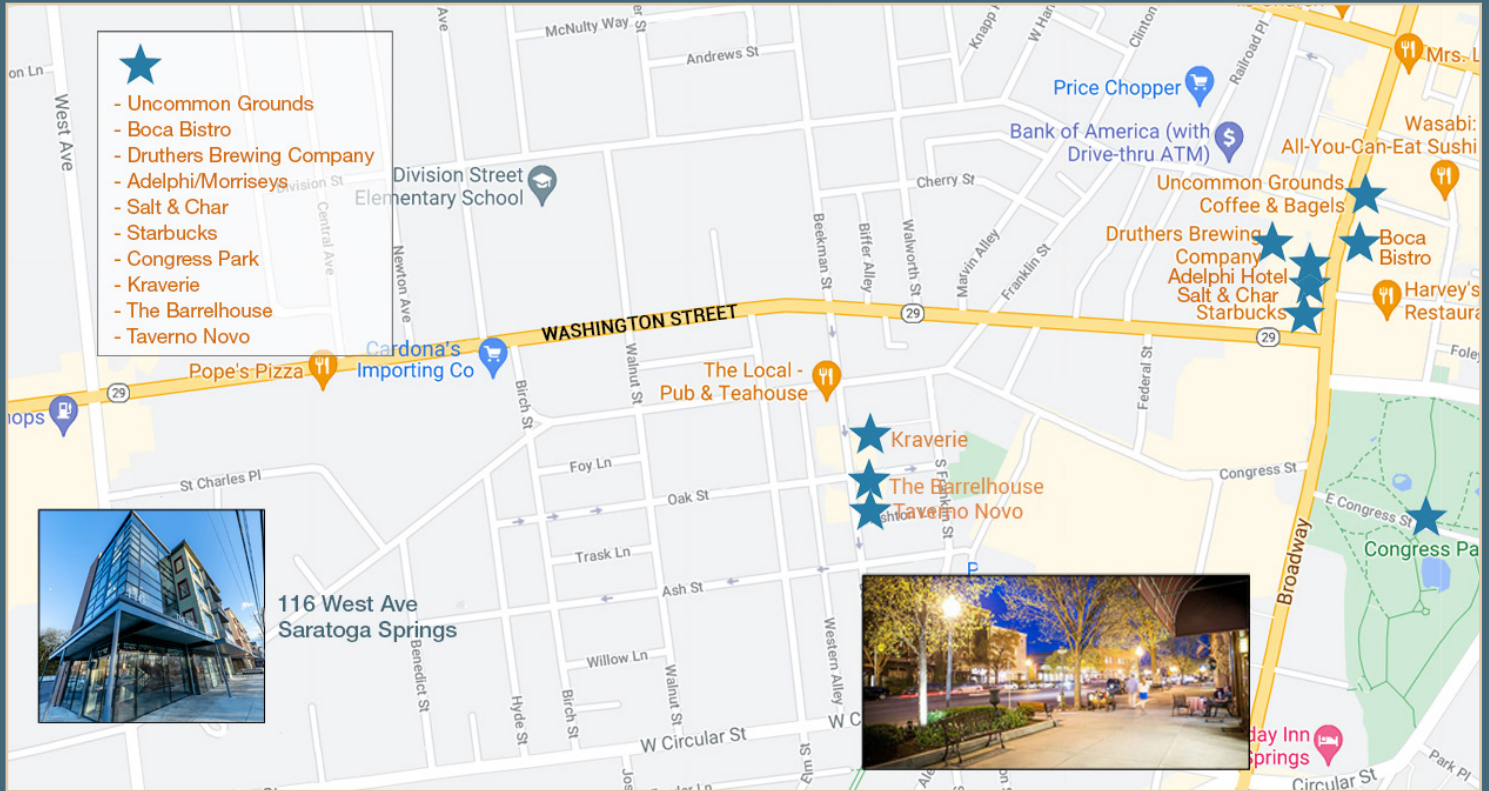 - Uncommon Grounds
- Boca Bistro
- Druthers Brewing Company
- Adelphi/Morriseys
- Salt & Char
- Starbucks
- Congress Park
- Kraverie
- The Barrelhouse
- Taverno Novo
on Ln
West Ave
Ave
McNulty Way
Andrews St
Knapp
W Har
Clinton
Railroad Pl
Mrs. L
Price Chopper
Bank of America (with
Drive-thru ATM)
Wasabi:
All-You-Can-Eat Sushi
Division St
Division Street
Elementary School
Central Ave
Newton Ave
Cherry St
Uncommon Grounds
Coffee & Bagels
Druthers Brewing
Company
Adelphi Hotel
Salt & Char
Starbucks
Boca
Bistro
Harvey's
Restaura
Beekman St
Biffer Alley
Walworth St
Marvin Alley
Franklin St
WASHINGTON STREET
29
29
29
Foley
Cardona's
Importing Co
Pope's Pizza
Birch St
Walnut St
The Local -
Pub & Teahouse
Federal St
ops
Kraverie
The Barrelhouse
Taverno Novo
S Franklin St
Foy Ln
St Charles Pl
Oak St
Congress St
E Congress St
Congress Pa
Broadway
Trask Ln
Ash St
P
116 West Ave
Saratoga Springs
Benedict St
Willow Ln
Hyde St
Birch St
Walnut St
Western Alley
W Circular St
W C
Elm St
day Inn
Springs
Circular St
Park Pl